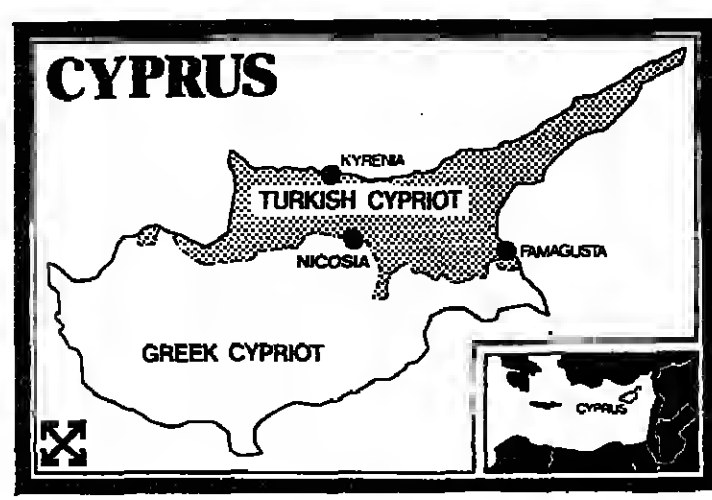 CYPRUS
KYRENIA
TURKISH CYPRIOT
NICOSIA
FAMAGUSTA
GREEK CYPRIOT
CYPRUS